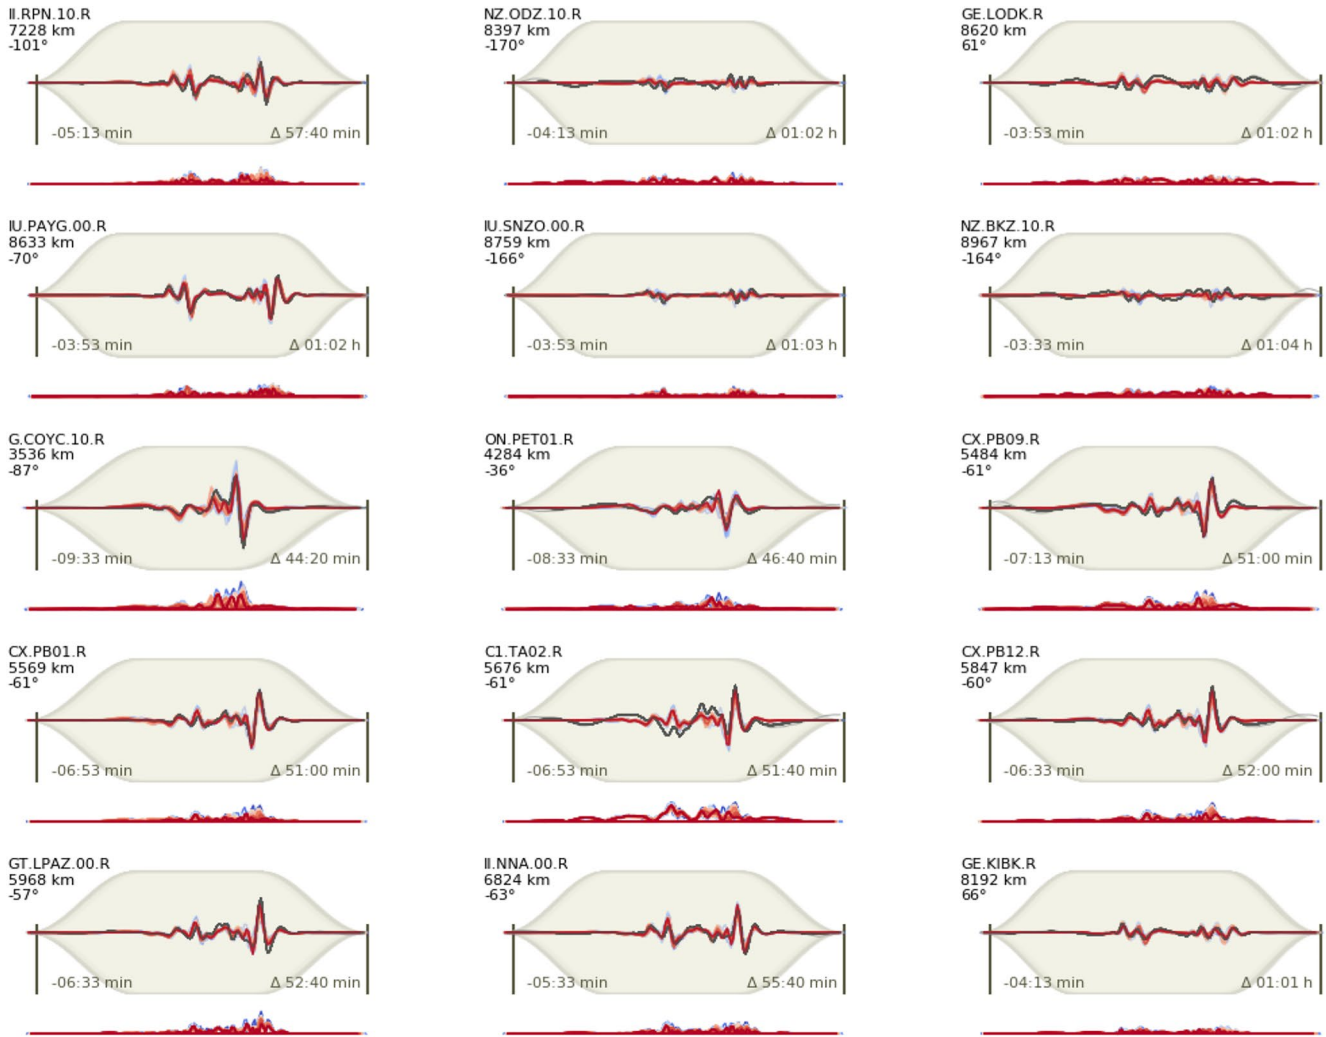 II.RPN.10.R
7228 km
-101°
-05:13 min
Δ 57:40 min
NZ.ODZ.10.R
8397 km
-170°
-04:13 min
Δ 01:02 h
GE.LODK.R
8620 km
61°
-03:53 min
Δ 01:02 h
IU.PAYG.00.R
8633 km
-70°
-03:53 min
Δ 01:02 h
IU.SNZO.00.R
8759 km
-166°
-03:53 min
Δ 01:03 h
NZ.BKZ.10.R
8967 km
-164°
-03:33 min
Δ 01:04 h
G.COYC.10.R
3536 km
-87°
-09:33 min
Δ 44:20 min
ON.PET01.R
4284 km
-36°
-08:33 min
Δ 46:40 min
CX.PB09.R
5484 km
-61°
-07:13 min
Δ 51:00 min
CX.PB01.R
5569 km
-61°
-06:53 min
Δ 51:00 min
C1.TA02.R
5676 km
-61°
-06:53 min
Δ 51:40 min
CX.PB12.R
5847 km
-60°
-06:33 min
Δ 52:00 min
GT.LPAZ.00.R
5968 km
-57°
-06:33 min
Δ 52:40 min
II.NNA.00.R
6824 km
-63°
-05:33 min
Δ 55:40 min
GE.KIBK.R
8192 km
66°
-04:13 min
Δ 01:01 h